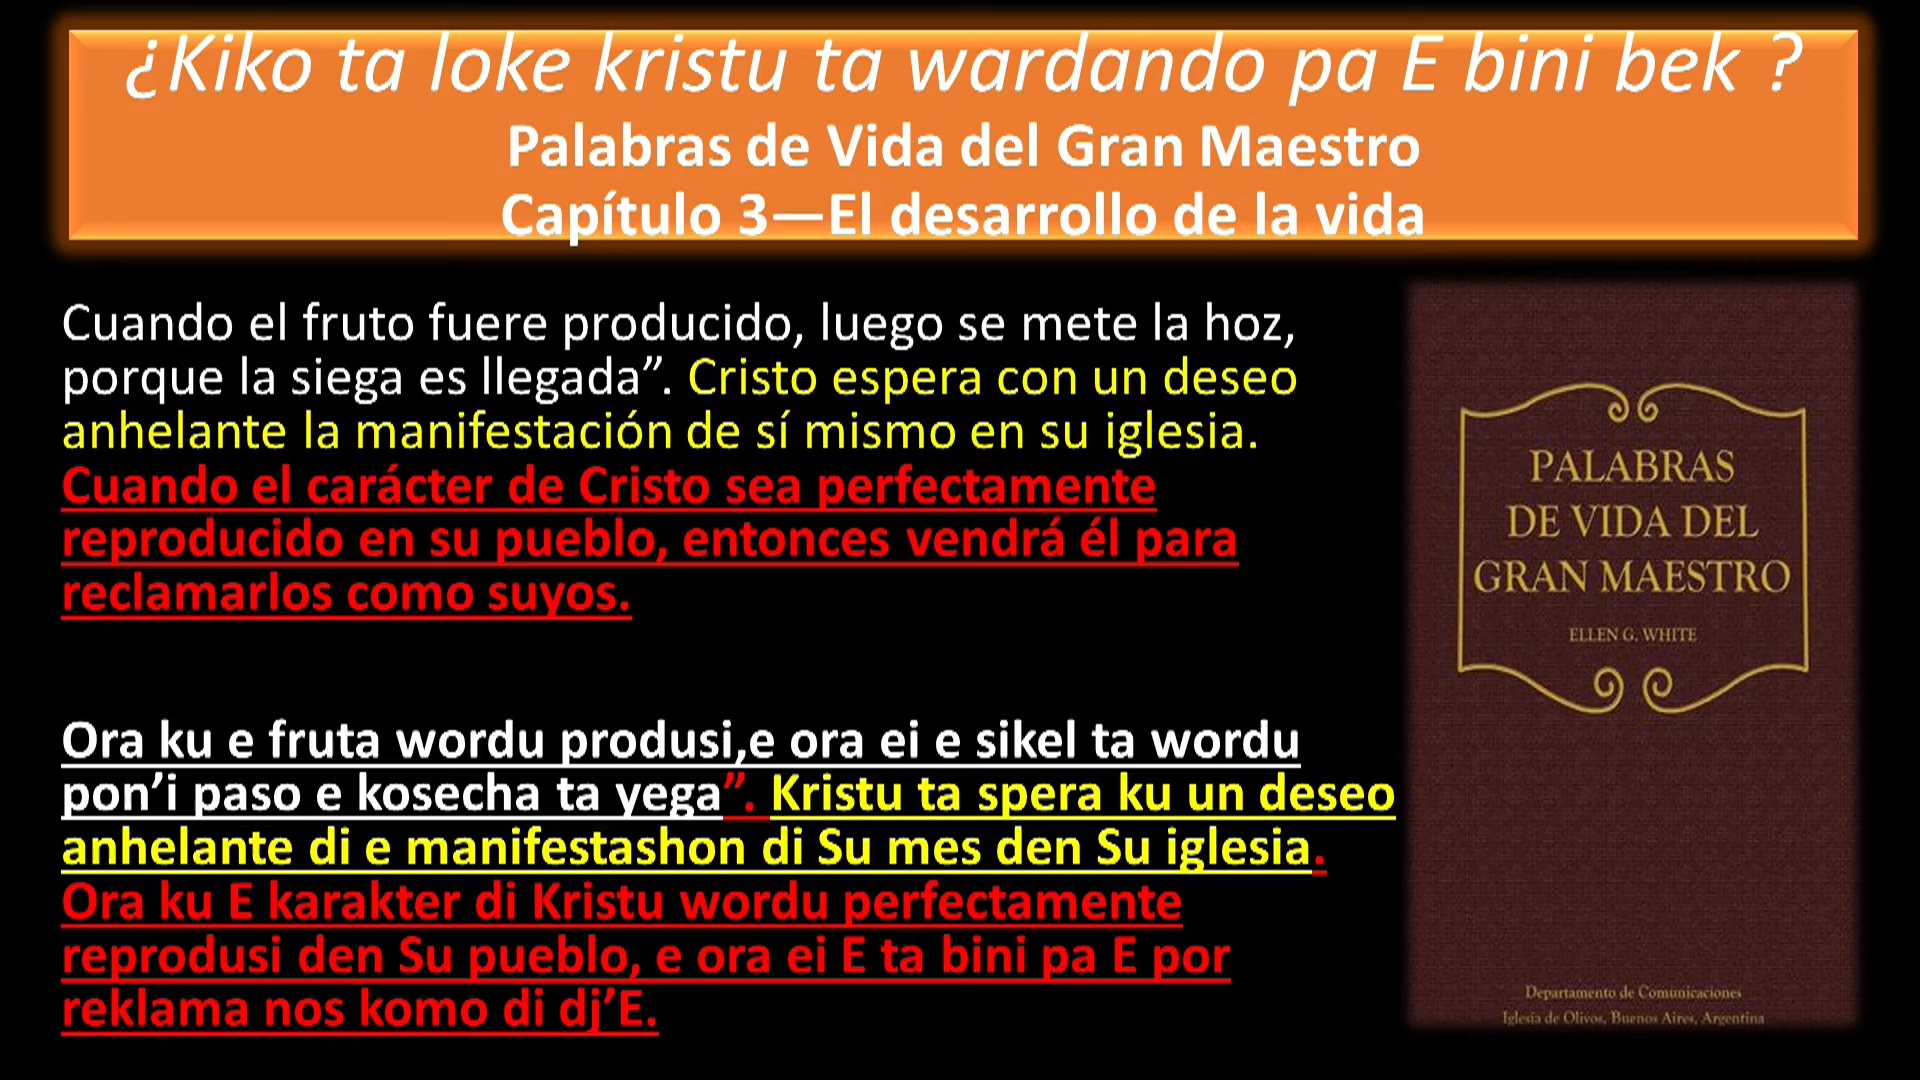 ¿Kiko ta loke kristu ta wardando pa E bini bek ?
Palabras de Vida del Gran Maestro
Capítulo 3—El desarrollo de la vida
Cuando el fruto fuere producido, luego se mete la hoz,
porque la siega es llegada”. Cristo espera con un deseo
anhelante la manifestación de sí mismo en su iglesia.
Cuando el carácter de Cristo sea perfectamente
reproducido en su pueblo, entonces vendrá él para
reclamarlos como suyos.
Ora ku e fruta wordu produsi,e ora ei e sikel ta wordu
pon’i paso e kosecha ta yega”. Kristu ta spera ku un deseo
anhelante di e manifestashon di Su mes den Su iglesia.
Ora ku E karakter di Kristu wordu perfectamente
reprodusi den Su pueblo, e ora ei E ta bini pa E por
reklama nos komo di dj’E.
PALABRAS
DE VIDA DEL
GRAN MAESTRO
ELLEN G. WHITE
Departamento de Comunicaciones
Iglesia de Olivos, Buenos Aires, Argentina